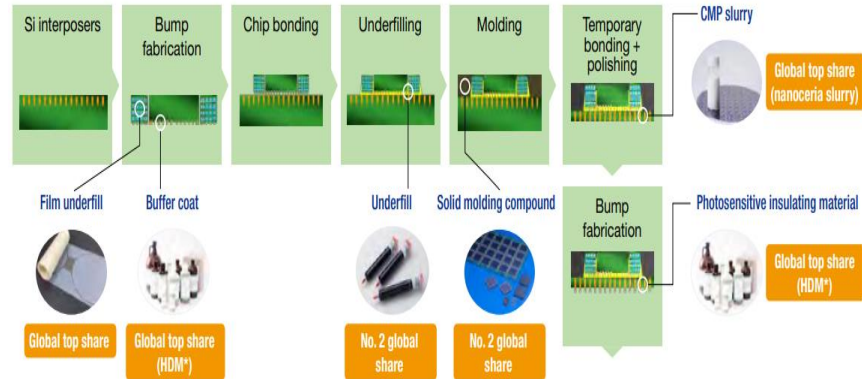 Si interposers
Bump
fabrication
Chip bonding
Underfilling
Molding
Temporary
bonding +
polishing
CMP slurry
Global top share
(nanoceria slurry)
Film underfill
Buffer coat
Underfill
Solid molding compound
Bump
fabrication
Photosensitive insulating material
Global top share
Global top share
(HDM*)
No. 2 global
share
No. 2 global
share
Global top share
(HDM*)